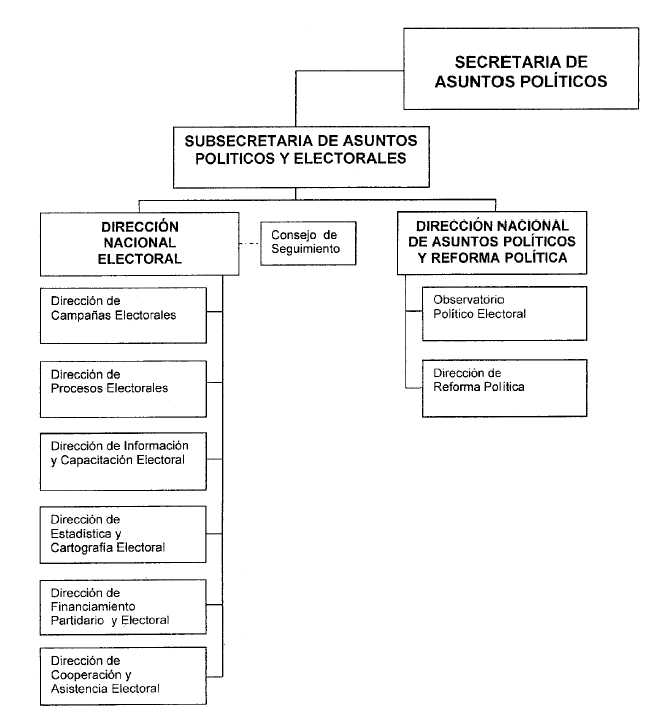 SECRETARIA DE
ASUNTOS POLÍTICOS
SUBSECRETARIA DE ASUNTOS
POLITICOS Y ELECTORALES
DIRECCIÓN
NACIONAL
ELECTORAL
Consejo de
Seguimiento
DIRECCIÓN NACIONAL
DE ASUNTOS POLÍTICOS
Y REFORMA POLÍTICA
Dirección de
Campañas Electorales
Dirección de
Procesos Electorales
Dirección de Información
y Capacitación Electoral
Dirección de
Estadística y
Cartografía Electoral
Dirección de
Financiamiento
Partidario y Electoral
Dirección de
Cooperación y
Asistencia Electoral
Observatorio
Político Electoral
Dirección de
Reforma Política